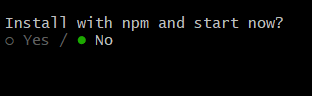 Install with npm and start now?
○ Yes / ● No